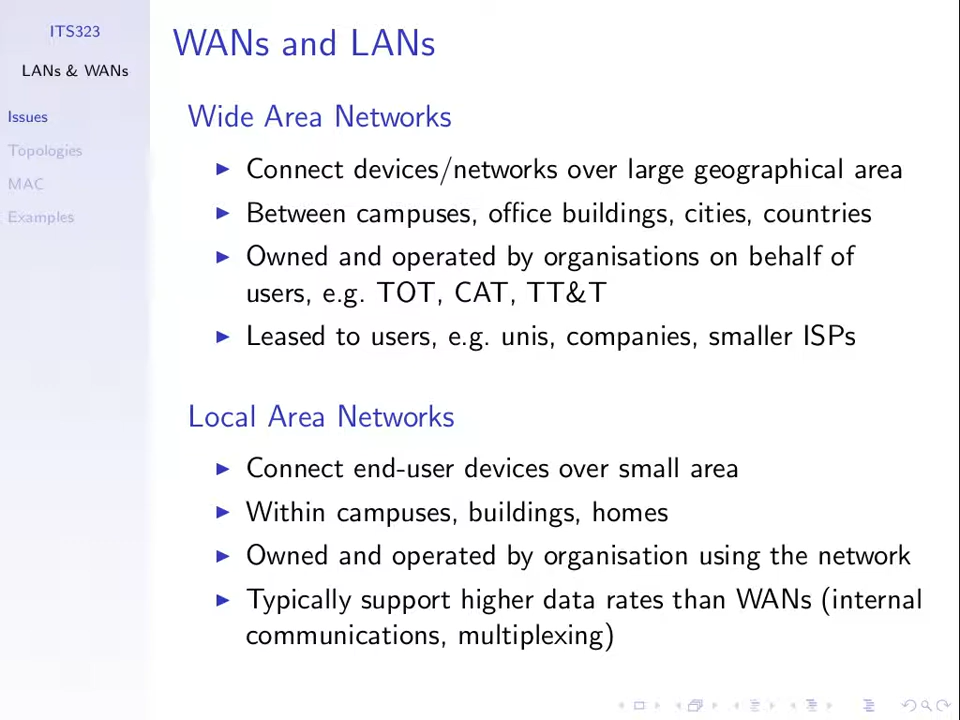 ITS323
LANs & WANs
Issues
Topologies
MAC
Examples
WANs and LANs
Wide Area Networks
Connect devices/networks over large geographical area
Between campuses, office buildings, cities, countries
Owned and operated by organisations on behalf of
users, e.g. TOT, CAT, TT&T
Leased to users, e.g. unis, companies, smaller ISPs
Local Area Networks
Connect end-user devices over small area
Within campuses, buildings, homes
Owned and operated by organisation using the network
Typically support higher data rates than WANs (internal
communications, multiplexing)